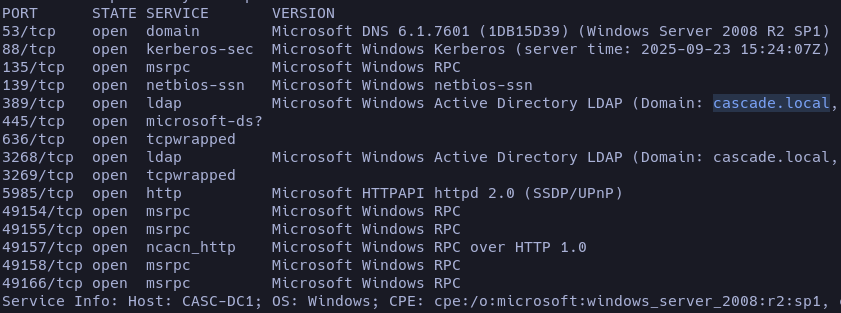 PORT STATE SERVICE VERSION
53/tcp open domain Microsoft DNS 6.1.7601 (1DB15D39) (Windows Server 2008 R2 SP1)
88/tcp open kerberos-sec Microsoft Windows Kerberos (server time: 2025-09-23 15:24:07Z)
135/tcp open msrpc Microsoft Windows RPC
139/tcp open netbios-ssn Microsoft Windows netbios-ssn
389/tcp open ldap Microsoft Windows Active Directory LDAP (Domain: cascade.local,
445/tcp open microsoft-ds?
636/tcp open tcpwrapped
3268/tcp open ldap Microsoft Windows Active Directory LDAP (Domain: cascade.local,
3269/tcp open tcpwrapped
5985/tcp open http Microsoft HTTPAPI httpd 2.0 (SSDP/UPnP)
49154/tcp open msrpc Microsoft Windows RPC
49155/tcp open msrpc Microsoft Windows RPC
49157/tcp open ncacn_http Microsoft Windows RPC over HTTP 1.0
49158/tcp open msrpc Microsoft Windows RPC
49166/tcp open msrpc Microsoft Windows RPC
Service Info: Host: CASC-DC1; OS: Windows; CPE: cpe:/o:microsoft:windows_server_2008:r2:sp1,